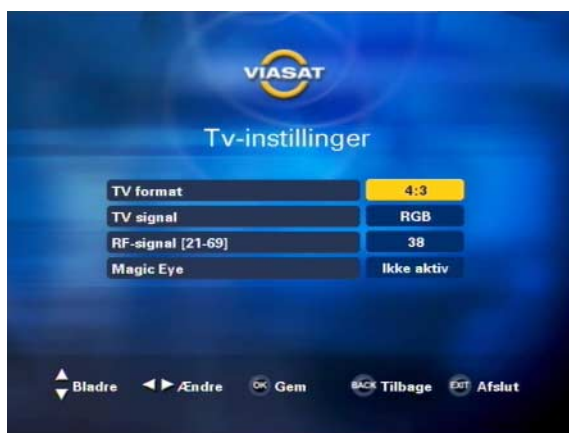 VIASAT
Tv-instillinger
TV format 4:3
TV signal RGB
RF-signal [21-69] 38
Magic Eye Ikke aktiv
Bladre Ændre OK Gem BACK Tilbage EXIT Afslut